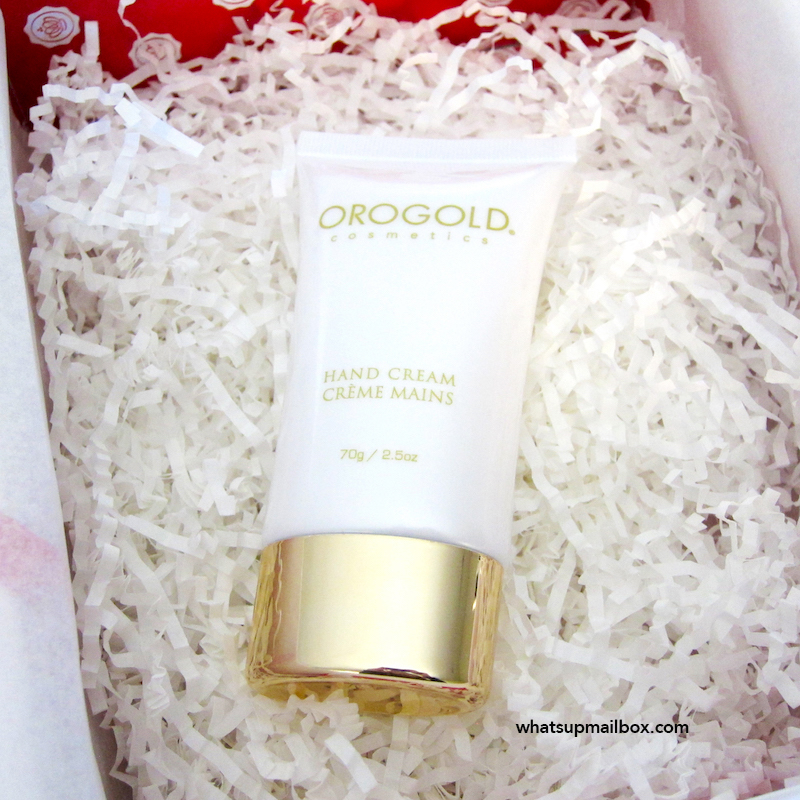 OROGOLD®
cosmetics
HAND CREAM
CRÈME MAINS
70g / 2.5oz
whatsupmailbox.com